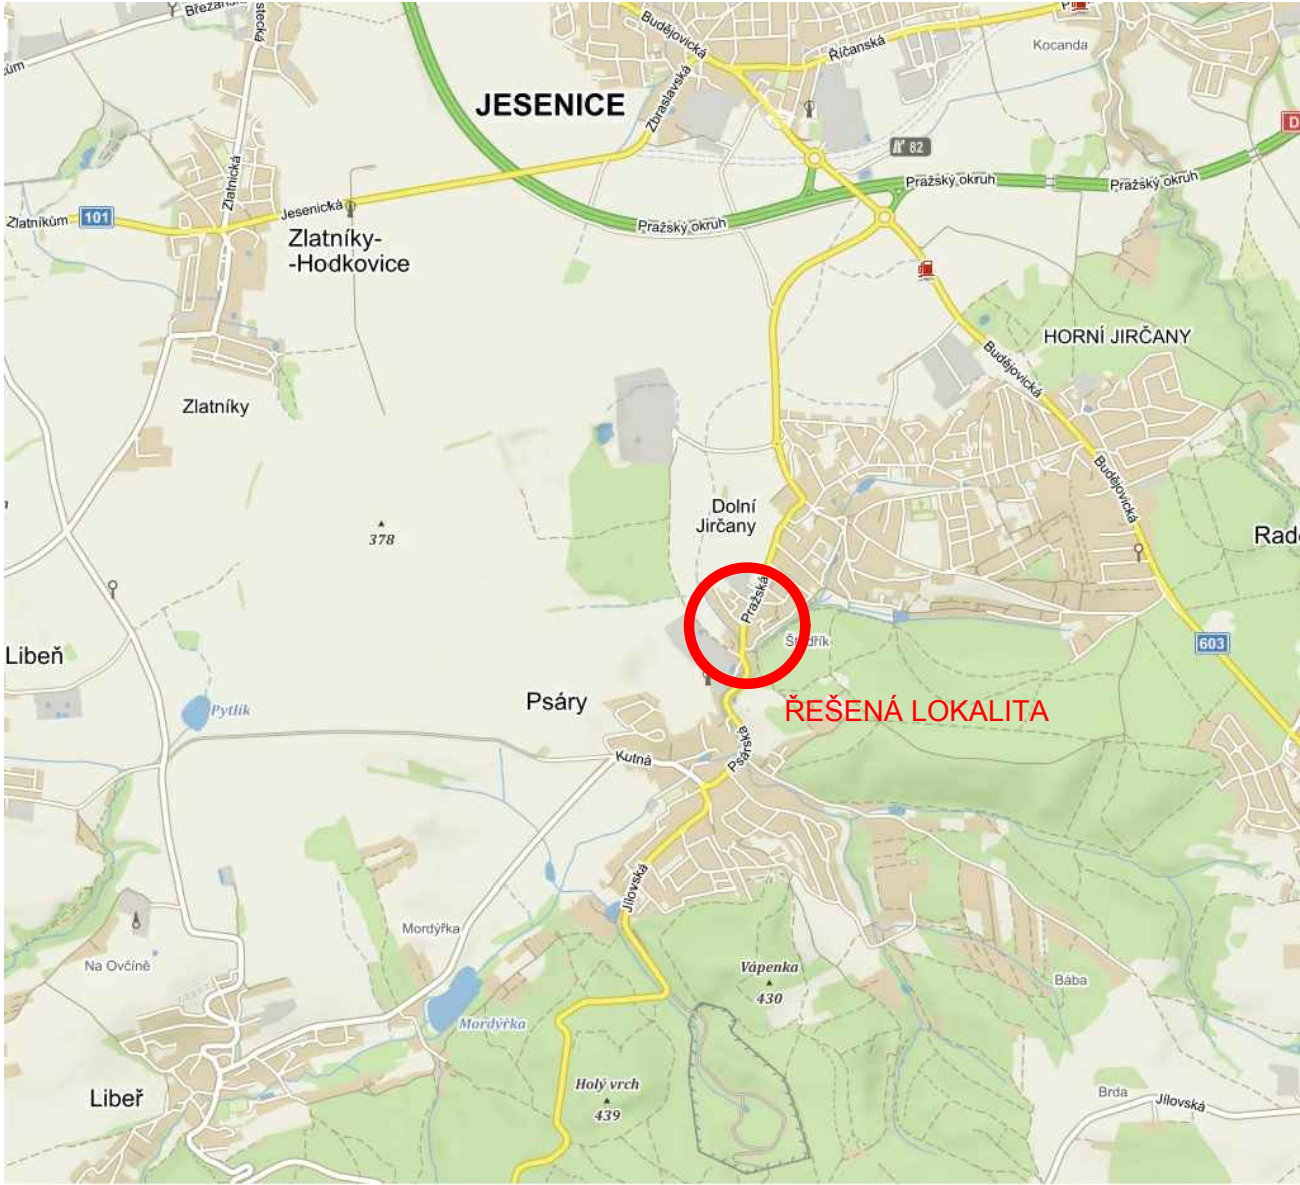 Budějovická
Říčanská
Kocanda
JESENICE
Zbraslavská
82
D
Zlatnická
Pražský okruh
Pražský okruh
Jesenická
Zlatníkům
101
Pražský okruh
Zlatníky-
-Hodkovice
HORNÍ JIRČANY
Budějovická
Zlatníky
Budějovická
Dolní
Jirčany
378
Pražská
603
Libeň
Psáry
ŘEŠENÁ LOKALITA
Pytlík
Psárská
Kutná
Jílovská
Mordýřka
Na Ovčíně
Vápenka
430
Bába
Mordýřka
Holý vrch
439
Libeř
Brda
Jílovská